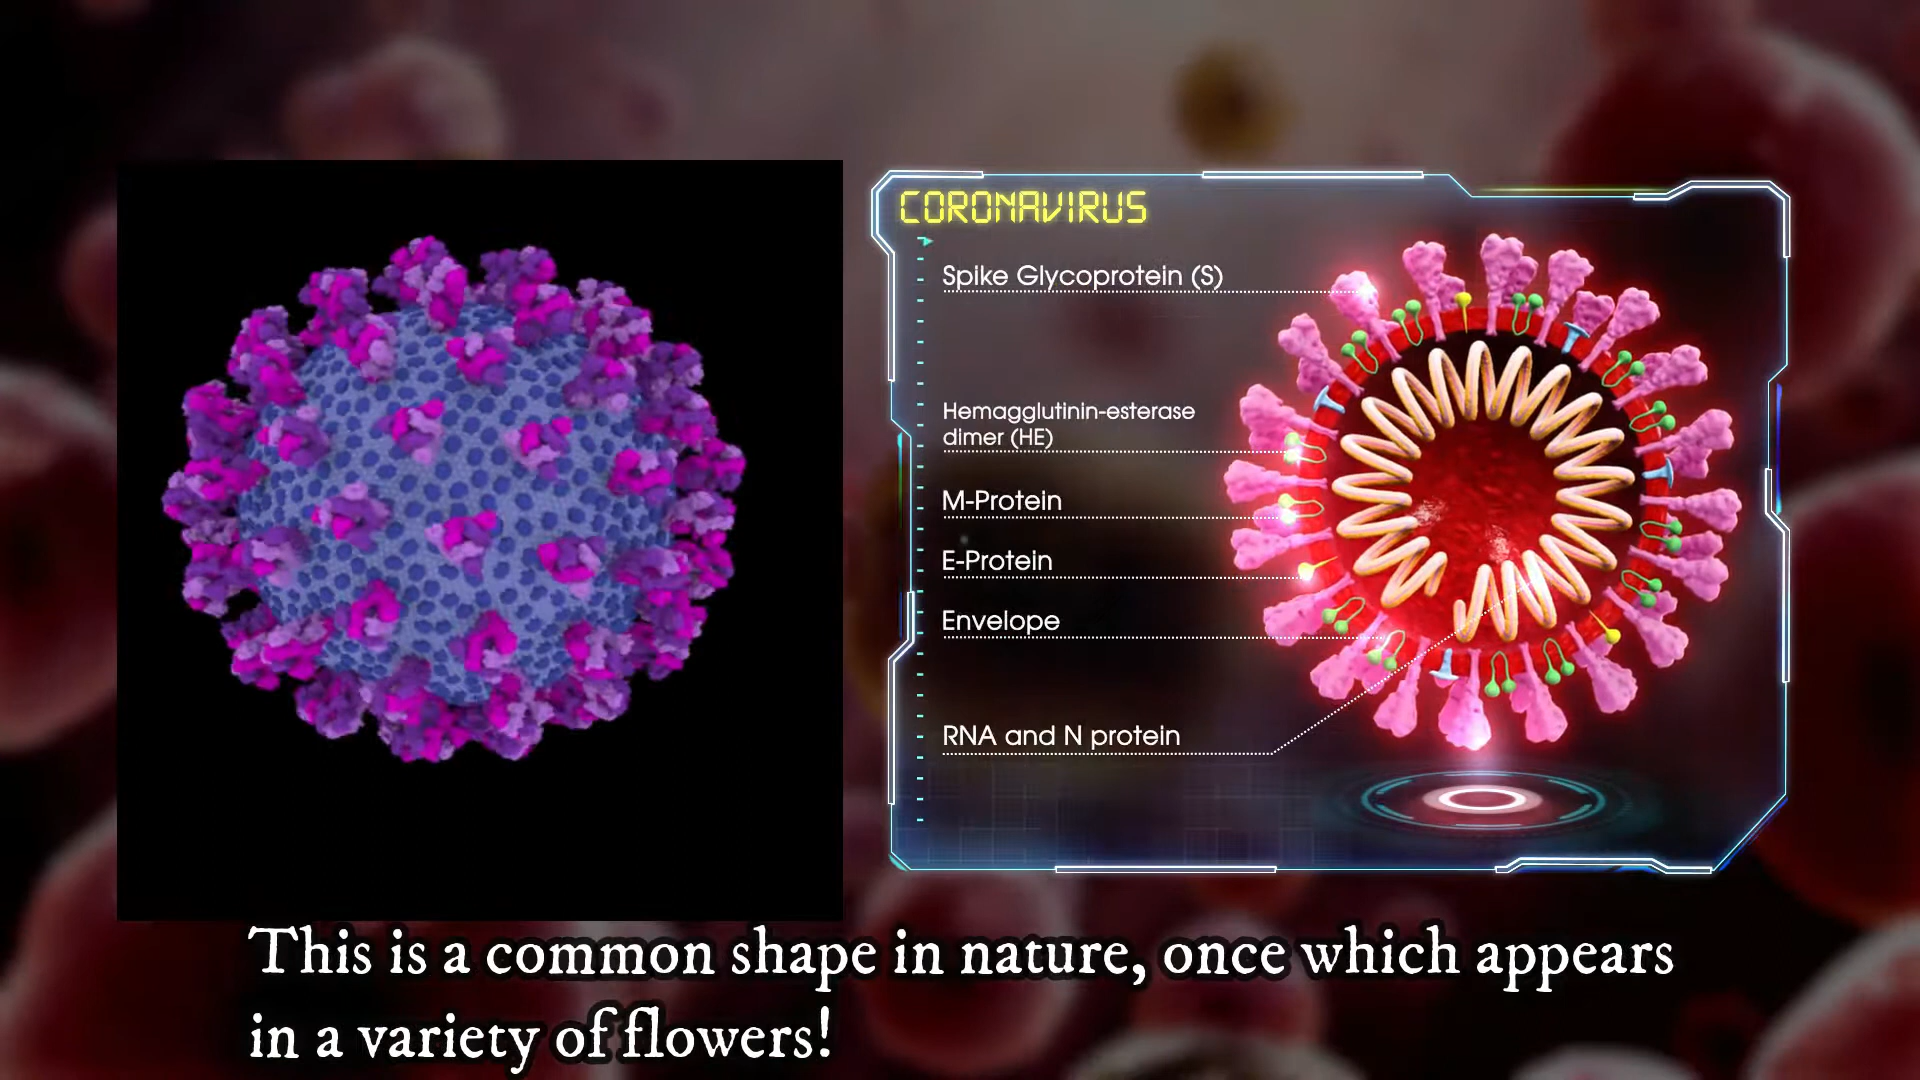 CORONAVIRUS
Spike Glycoprotein (S)
Hemagglutinin-esterase
dimer (HE)
M-Protein
E-Protein
Envelope
RNA and N protein
This is a common shape in nature, once which appears
in a variety of flowers!